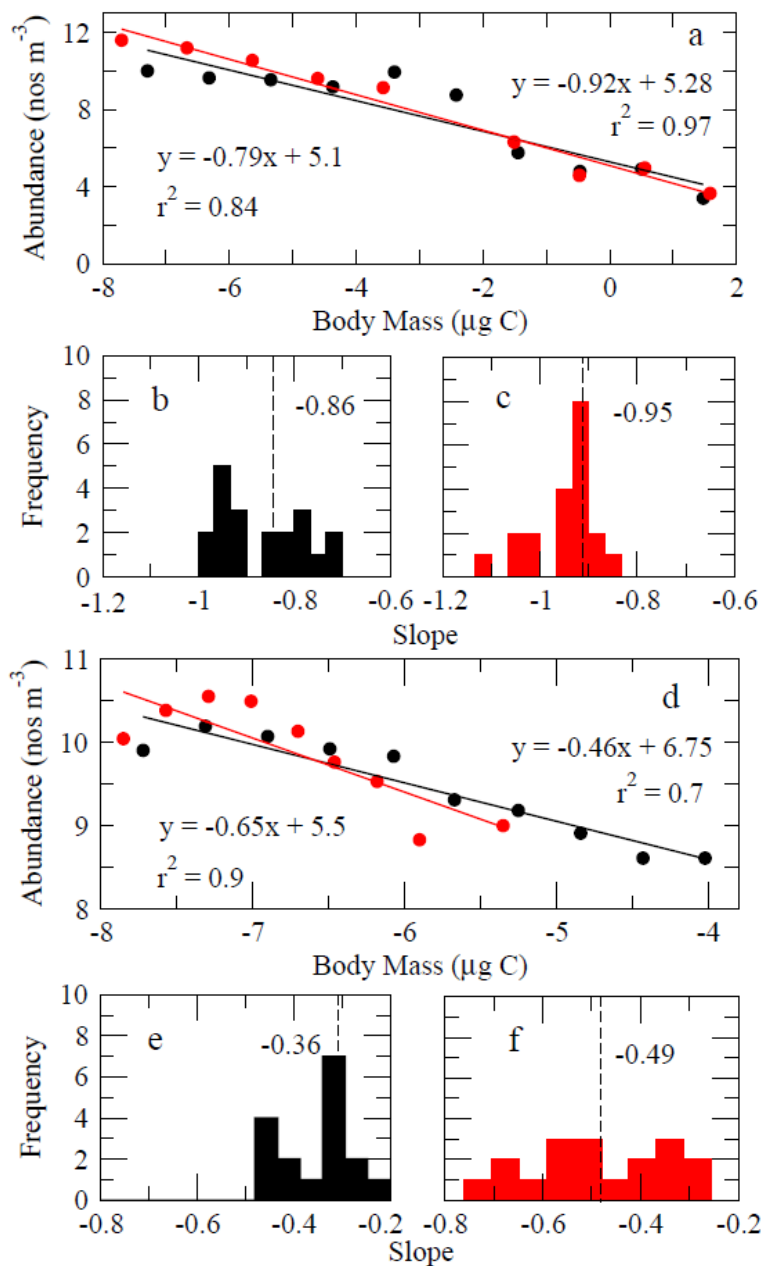 12
8
4
0
Abundance (nos m-3)
a
y = -0.92x + 5.28
r2 = 0.97
y = -0.79x + 5.1
r2 = 0.84
-8 -6 -4 -2 0 2
Body Mass (µg C)
10
8
6
4
2
0
Frequency
b
-0.86
c
-0.95
-1.2 -1 -0.8 -0.6
-1.2 -1 -0.8 -0.6
Slope
11
10
9
8
Abundance (nos m-3)
d
y = -0.46x + 6.75
r2 = 0.7
y = -0.65x + 5.5
r2 = 0.9
-8 -7 -6 -5 -4
Body Mass (µg C)
10
8
6
4
2
0
Frequency
e
-0.36
f
-0.49
-0.8 -0.6 -0.4 -0.2
-0.8 -0.6 -0.4 -0.2
Slope